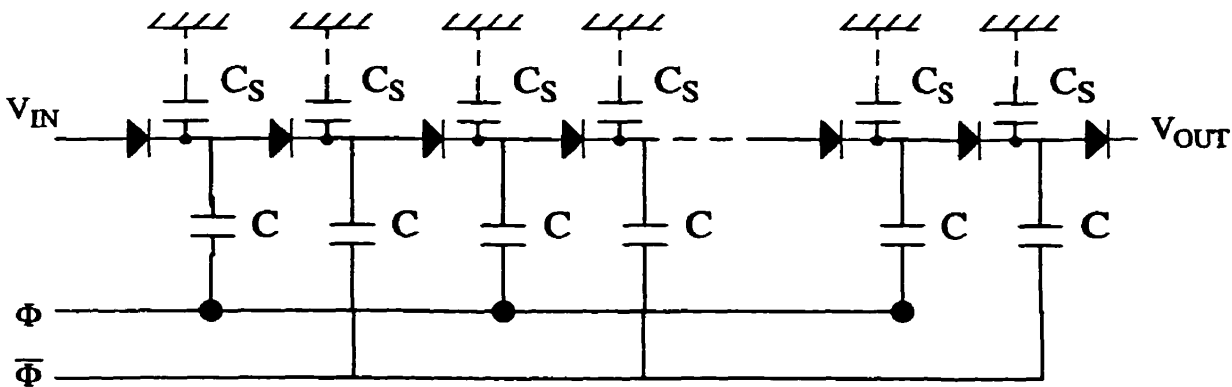 C_S C_S C_S C_S C_S C_S
V_IN V_OUT
C C C C C C
Φ
Φ̅